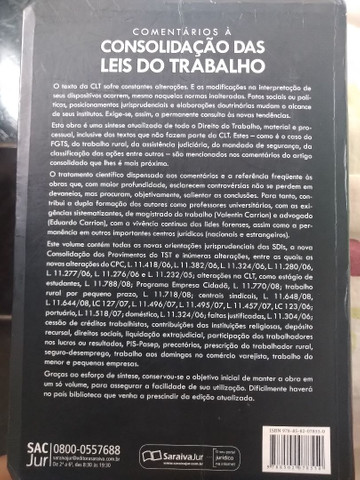 COMENTÁRIOS À
CONSOLIDAÇÃO DAS
LEIS DO TRABALHO
O texto da CLT sofre constantes alterações. E as modificações na interpretação de
seus dispositivos ocorrem, mesmo naquelas normas inalteradas. Fatos sociais ou polí-
ticos, posicionamentos jurisprudenciais e elaborações doutrinárias mudam o alcance
de seus institutos. Exige-se, assim, a permanente consulta às novas tendências.
Esta obra é uma síntese atualizada de todo o Direito do Trabalho, material e pro-
cessual, inclusive dos textos que não fazem parte da CLT. Estes — como é o caso do
FGTS, do trabalho rural, da assistência judiciária, do mandado de segurança, da
classificação das ações entre outros — são mencionados nos comentários do artigo
consolidado que lhes é mais próximo.
O tratamento científico dispensado aos comentários e a referência freqüente às
obras que, com maior profundidade, esclarecem controvérsias não se perdem em
devaneios, mas procuram, objetivamente, salientar as conclusões. Para tanto, con-
tribui a dupla formação dos autores como professores universitários, com as exi-
gências sistematizantes, de magistrado do trabalho (Valentin Carrion) e advogado
(Eduardo Carrion), com a vivência contínua das lides forenses, assim como a per-
manência em outros importantes centros jurídicos (nacionais e estrangeiros).
Este volume contém todas as novas orientações jurisprudenciais das SDIs, a nova
Consolidação dos Provimentos do TST e inúmeras alterações, entre as quais: as
novas alterações do CPC, L. 11.418/06, L. 11.382/06, L. 11.324/06, L. 11.280/06,
L. 11.277/06, L. 11.276/06 e L. 11.232/05; alterações na CLT, como estágio de
estudantes, L. 11.788/08; Programa Empresa Cidadã, L. 11.770/08; trabalho
rural por pequeno prazo, L. 11.718/08; centrais sindicais, L. 11.648/08,
L. 11.644/08, LC 127/07, L. 11.496/07, L. 11.495/07, L. 11.457/07, LC 123/06;
portuário, L. 11.518/07; doméstico, L. 11.324/06; faltas justificadas, L. 11.304/06;
cessão de créditos trabalhistas, contribuições das instituições religiosas, depósito
recursal, direitos sociais, liquidação extrajudicial, participação dos trabalhadores
nos lucros ou resultados, PIS-Pasep, precatórios, prescrição do trabalhador rural,
seguro-desemprego, trabalho aos domingos no comércio varejista, trabalho do
menor e pequenas empresas.
Graças ao esforço de síntese, conservou-se o objetivo inicial de manter a obra em
um só volume, para assegurar a facilidade de sua utilização. Dificilmente haverá
no país biblioteca que venha a prescindir da edição atualizada.
SAC
Jur
0800-0557688
De 2ª a 6ª, das 8:30 às 19:30
SaraivaJur
O seu portal
jurídico
na internet!